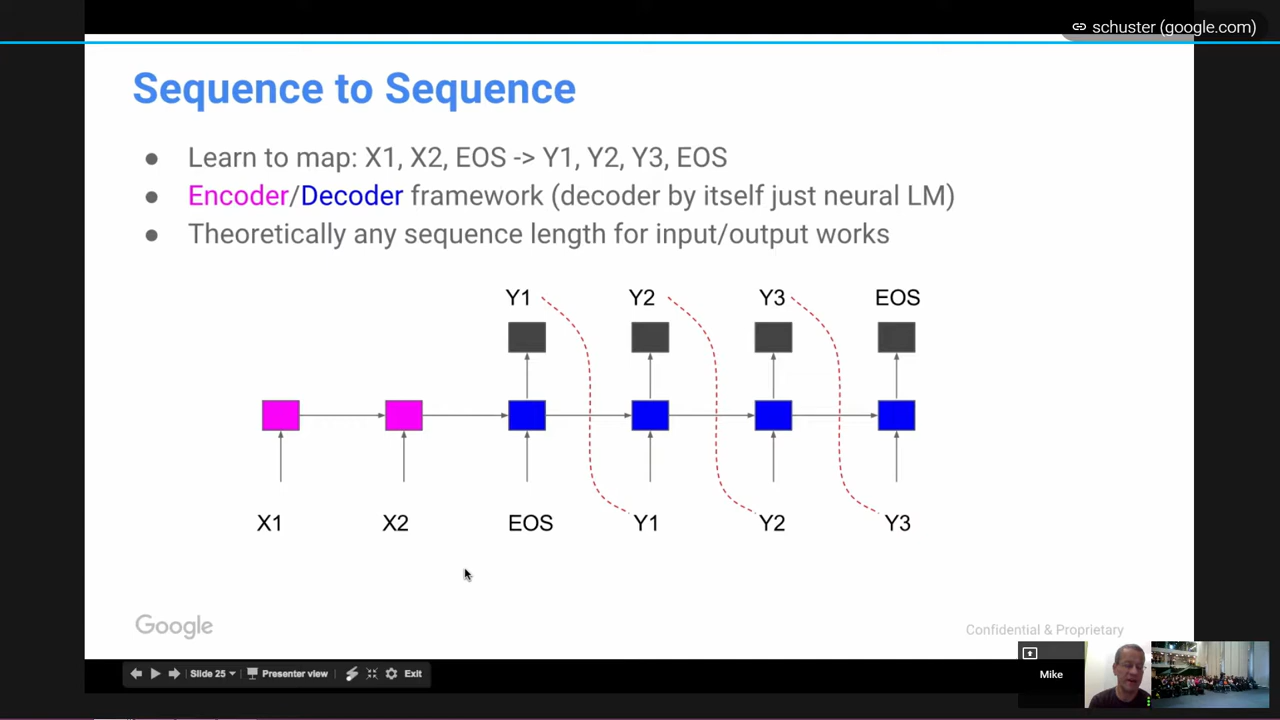 schuster (google.com)
Sequence to Sequence
● Learn to map: X1, X2, EOS -> Y1, Y2, Y3, EOS
● Encoder/Decoder framework (decoder by itself just neural LM)
● Theoretically any sequence length for input/output works
Y1 Y2 Y3 EOS
X1 X2 EOS Y1 Y2 Y3
Google
Confidential & Proprietary
Mike
Slide 25 Presenter view Exit